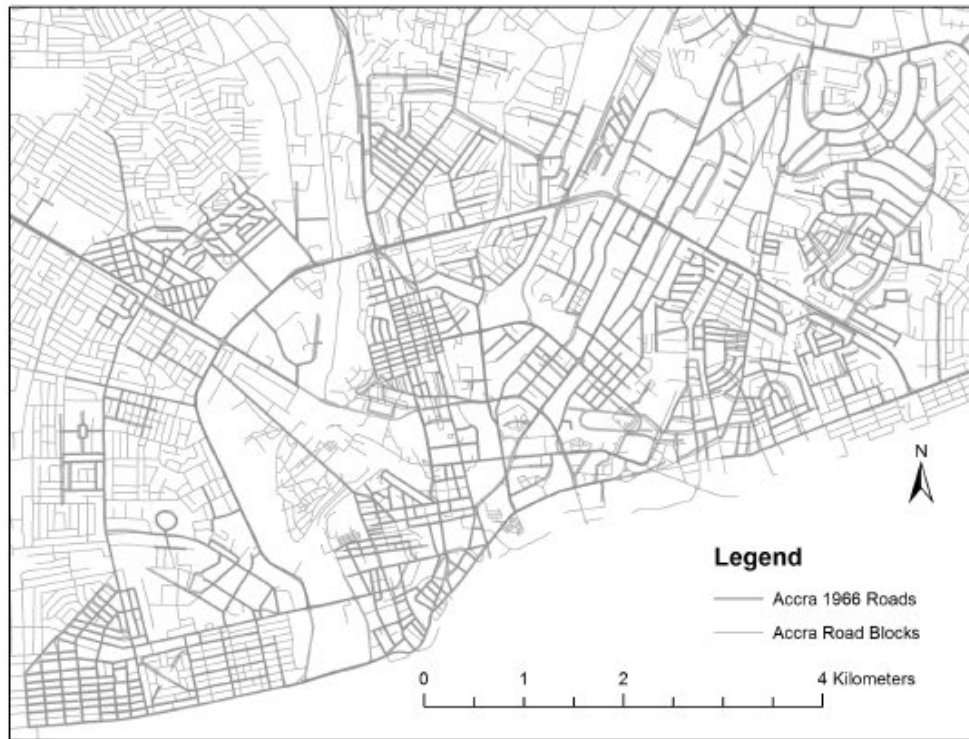 N
Legend
Accra 1966 Roads
Accra Road Blocks
0 1 2 4 Kilometers